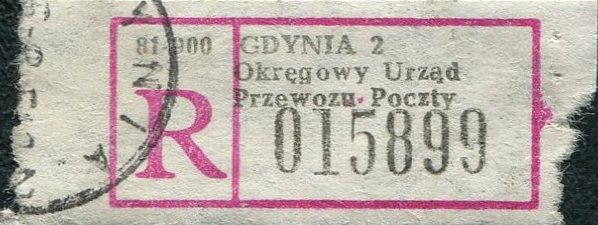 81-900 GDYNIA 2
Okręgowy Urząd
Przewozu Poczty
R 015899